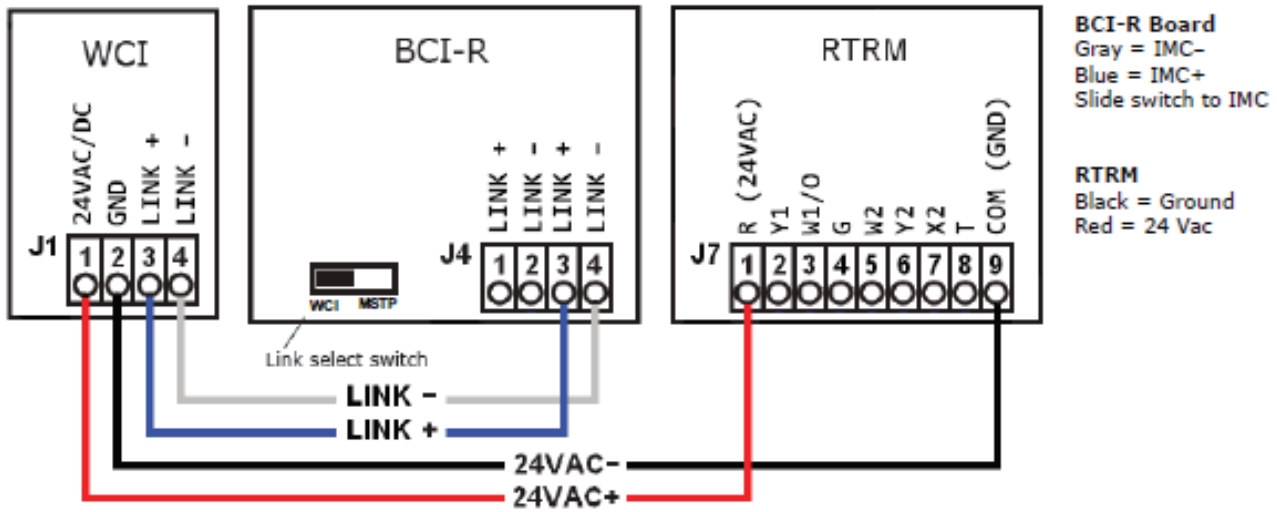 WCI
24VAC/DC
GND
LINK +
LINK -
J1
1 2 3 4
BCI-R
LINK +
LINK -
LINK +
LINK -
J4
1 2 3 4
WCI MSTP
Link select switch
RTRM
R (24VAC)
Y1
W1/O
G
W2
Y2
X2
T
COM (GND)
J7
1 2 3 4 5 6 7 8 9
LINK -
LINK +
24VAC-
24VAC+
BCI-R Board
Gray = IMC-
Blue = IMC+
Slide switch to IMC
RTRM
Black = Ground
Red = 24 Vac